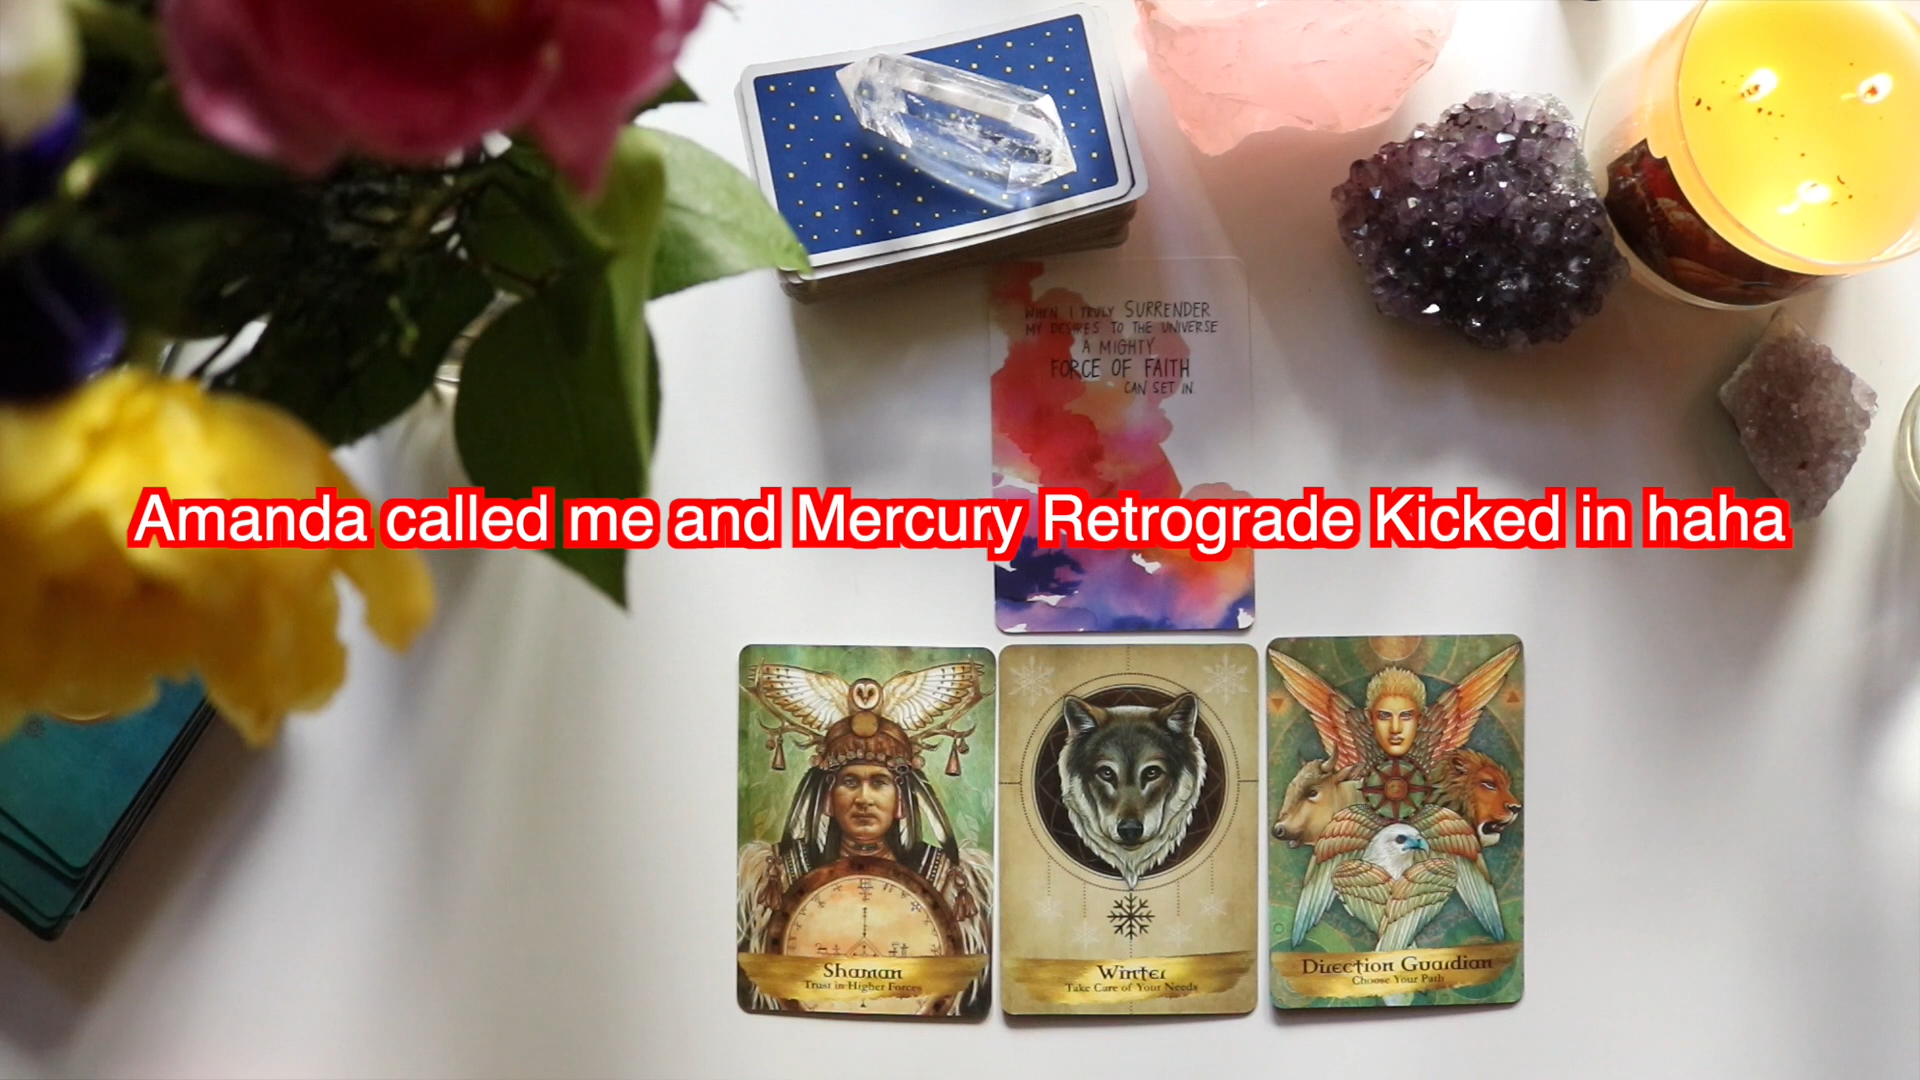 WHEN I TRULY SURRENDER
MY DESIRES TO THE UNIVERSE
A MIGHTY
FORCE OF FAITH
CAN SET IN.
Amanda called me and Mercury Retrograde Kicked in haha
Shaman
Trust in Higher Forces
Winter
Take Care of Your Needs
Direction Guardian
Choose Your Path